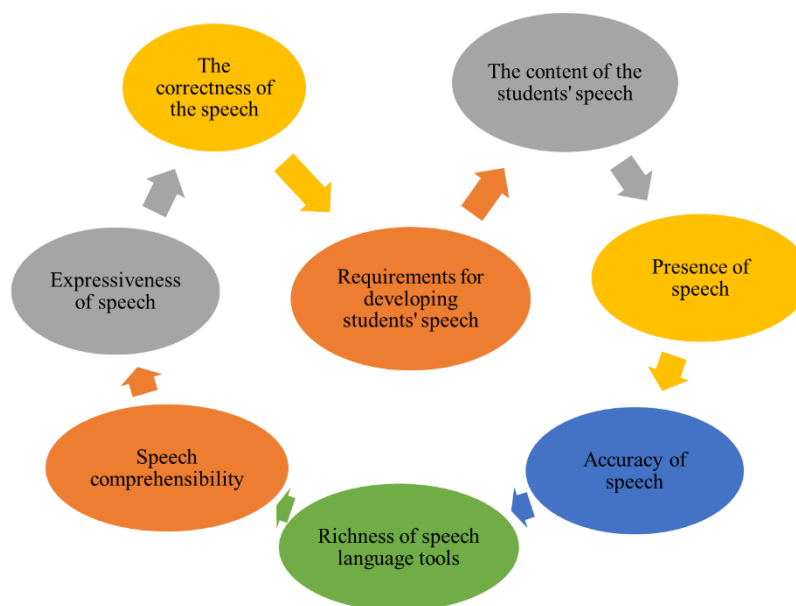 The
correctness of
the speech
The content of the
students' speech
Expressiveness
of speech
Requirements for
developing
students' speech
Presence of
speech
Speech
comprehensibility
Accuracy of
speech
Richness of speech
language tools